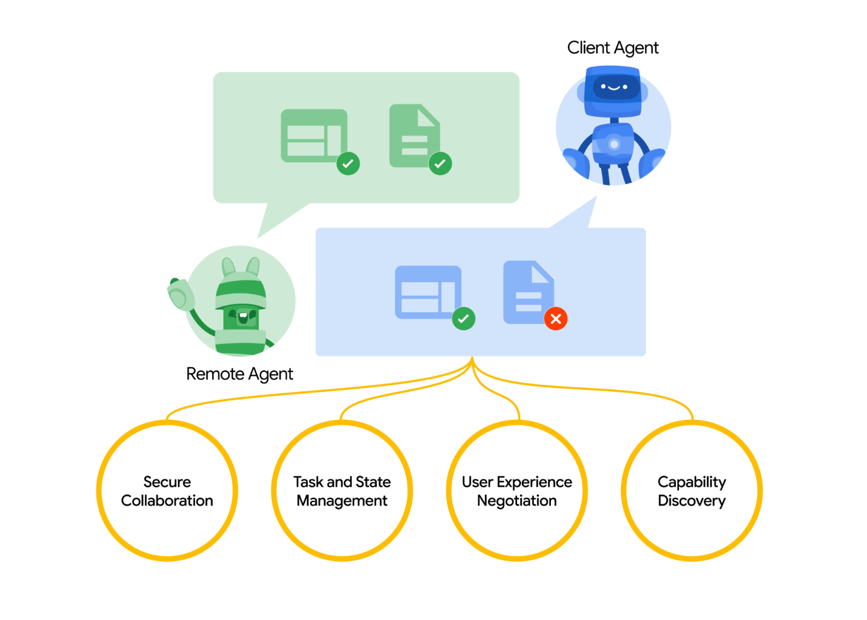 Client Agent
Remote Agent
Secure
Collaboration
Task and State
Management
User Experience
Negotiation
Capability
Discovery